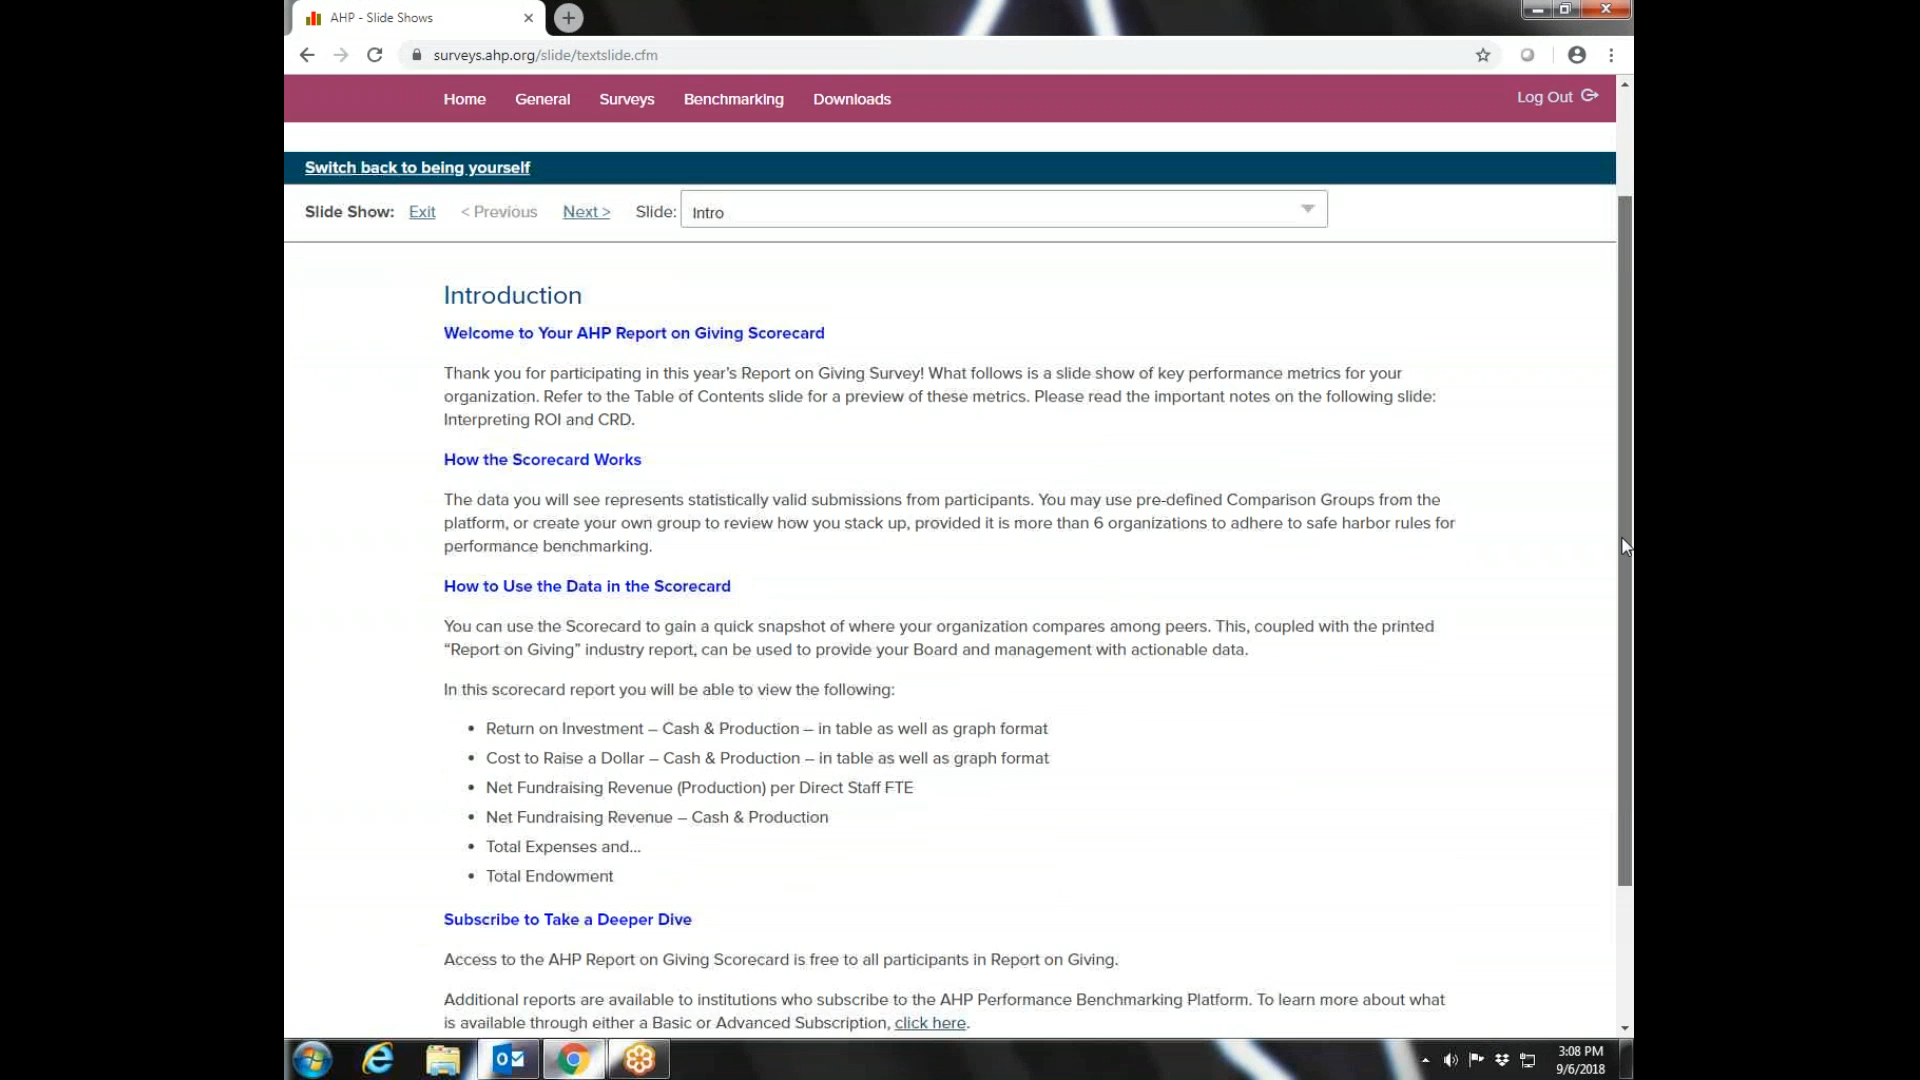 AHP - Slide Shows
surveys.ahp.org/slide/textslide.cfm
Home General Surveys Benchmarking Downloads Log Out
Switch back to being yourself
Slide Show: Exit < Previous Next > Slide: Intro
Introduction
Welcome to Your AHP Report on Giving Scorecard
Thank you for participating in this year’s Report on Giving Survey! What follows is a slide show of key performance metrics for your
organization. Refer to the Table of Contents slide for a preview of these metrics. Please read the important notes on the following slide:
Interpreting ROI and CRD.
How the Scorecard Works
The data you will see represents statistically valid submissions from participants. You may use pre-defined Comparison Groups from the
platform, or create your own group to review how you stack up, provided it is more than 6 organizations to adhere to safe harbor rules for
performance benchmarking.
How to Use the Data in the Scorecard
You can use the Scorecard to gain a quick snapshot of where your organization compares among peers. This, coupled with the printed
“Report on Giving” industry report, can be used to provide your Board and management with actionable data.
In this scorecard report you will be able to view the following:
• Return on Investment – Cash & Production – in table as well as graph format
• Cost to Raise a Dollar – Cash & Production – in table as well as graph format
• Net Fundraising Revenue (Production) per Direct Staff FTE
• Net Fundraising Revenue – Cash & Production
• Total Expenses and...
• Total Endowment
Subscribe to Take a Deeper Dive
Access to the AHP Report on Giving Scorecard is free to all participants in Report on Giving.
Additional reports are available to institutions who subscribe to the AHP Performance Benchmarking Platform. To learn more about what
is available through either a Basic or Advanced Subscription, click here.
3:08 PM
9/6/2018